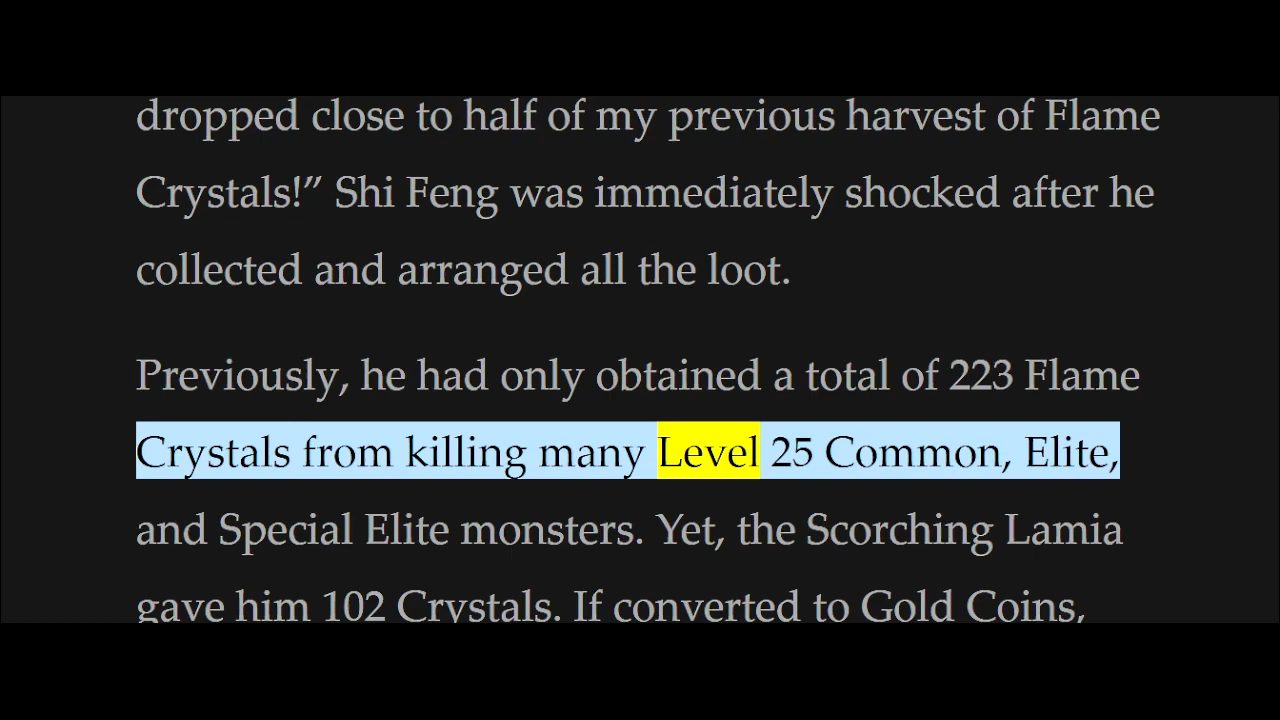 dropped close to half of my previous harvest of Flame
Crystals!” Shi Feng was immediately shocked after he
collected and arranged all the loot.
Previously, he had only obtained a total of 223 Flame
Crystals from killing many Level 25 Common, Elite,
and Special Elite monsters. Yet, the Scorching Lamia
gave him 102 Crystals. If converted to Gold Coins,